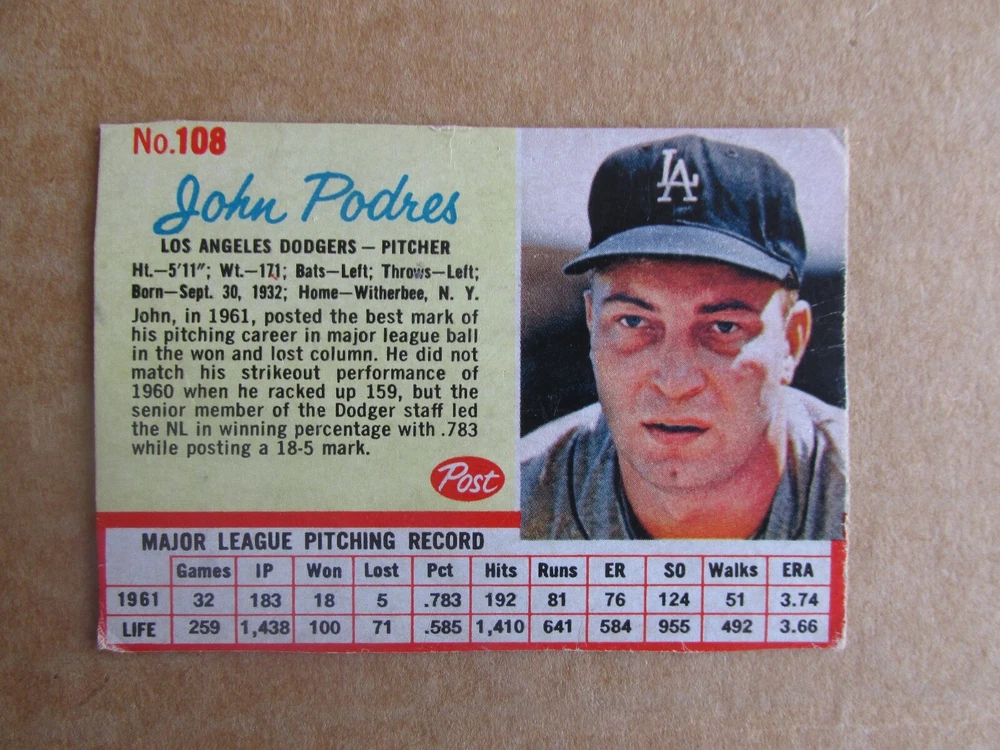 No.108
John Podres
LOS ANGELES DODGERS — PITCHER
Ht.—5'11"; Wt.—171; Bats—Left; Throws—Left;
Born—Sept. 30, 1932; Home—Witherbee, N. Y.
John, in 1961, posted the best mark of
his pitching career in major league ball
in the won and lost column. He did not
match his strikeout performance of
1960 when he racked up 159, but the
senior member of the Dodger staff led
the NL in winning percentage with .783
while posting a 18-5 mark.
Post
LA
MAJOR LEAGUE PITCHING RECORD
Games IP Won Lost Pct Hits Runs ER SO Walks ERA
1961 32 183 18 5 .783 192 81 76 124 51 3.74
LIFE 259 1,438 100 71 .585 1,410 641 584 955 492 3.66